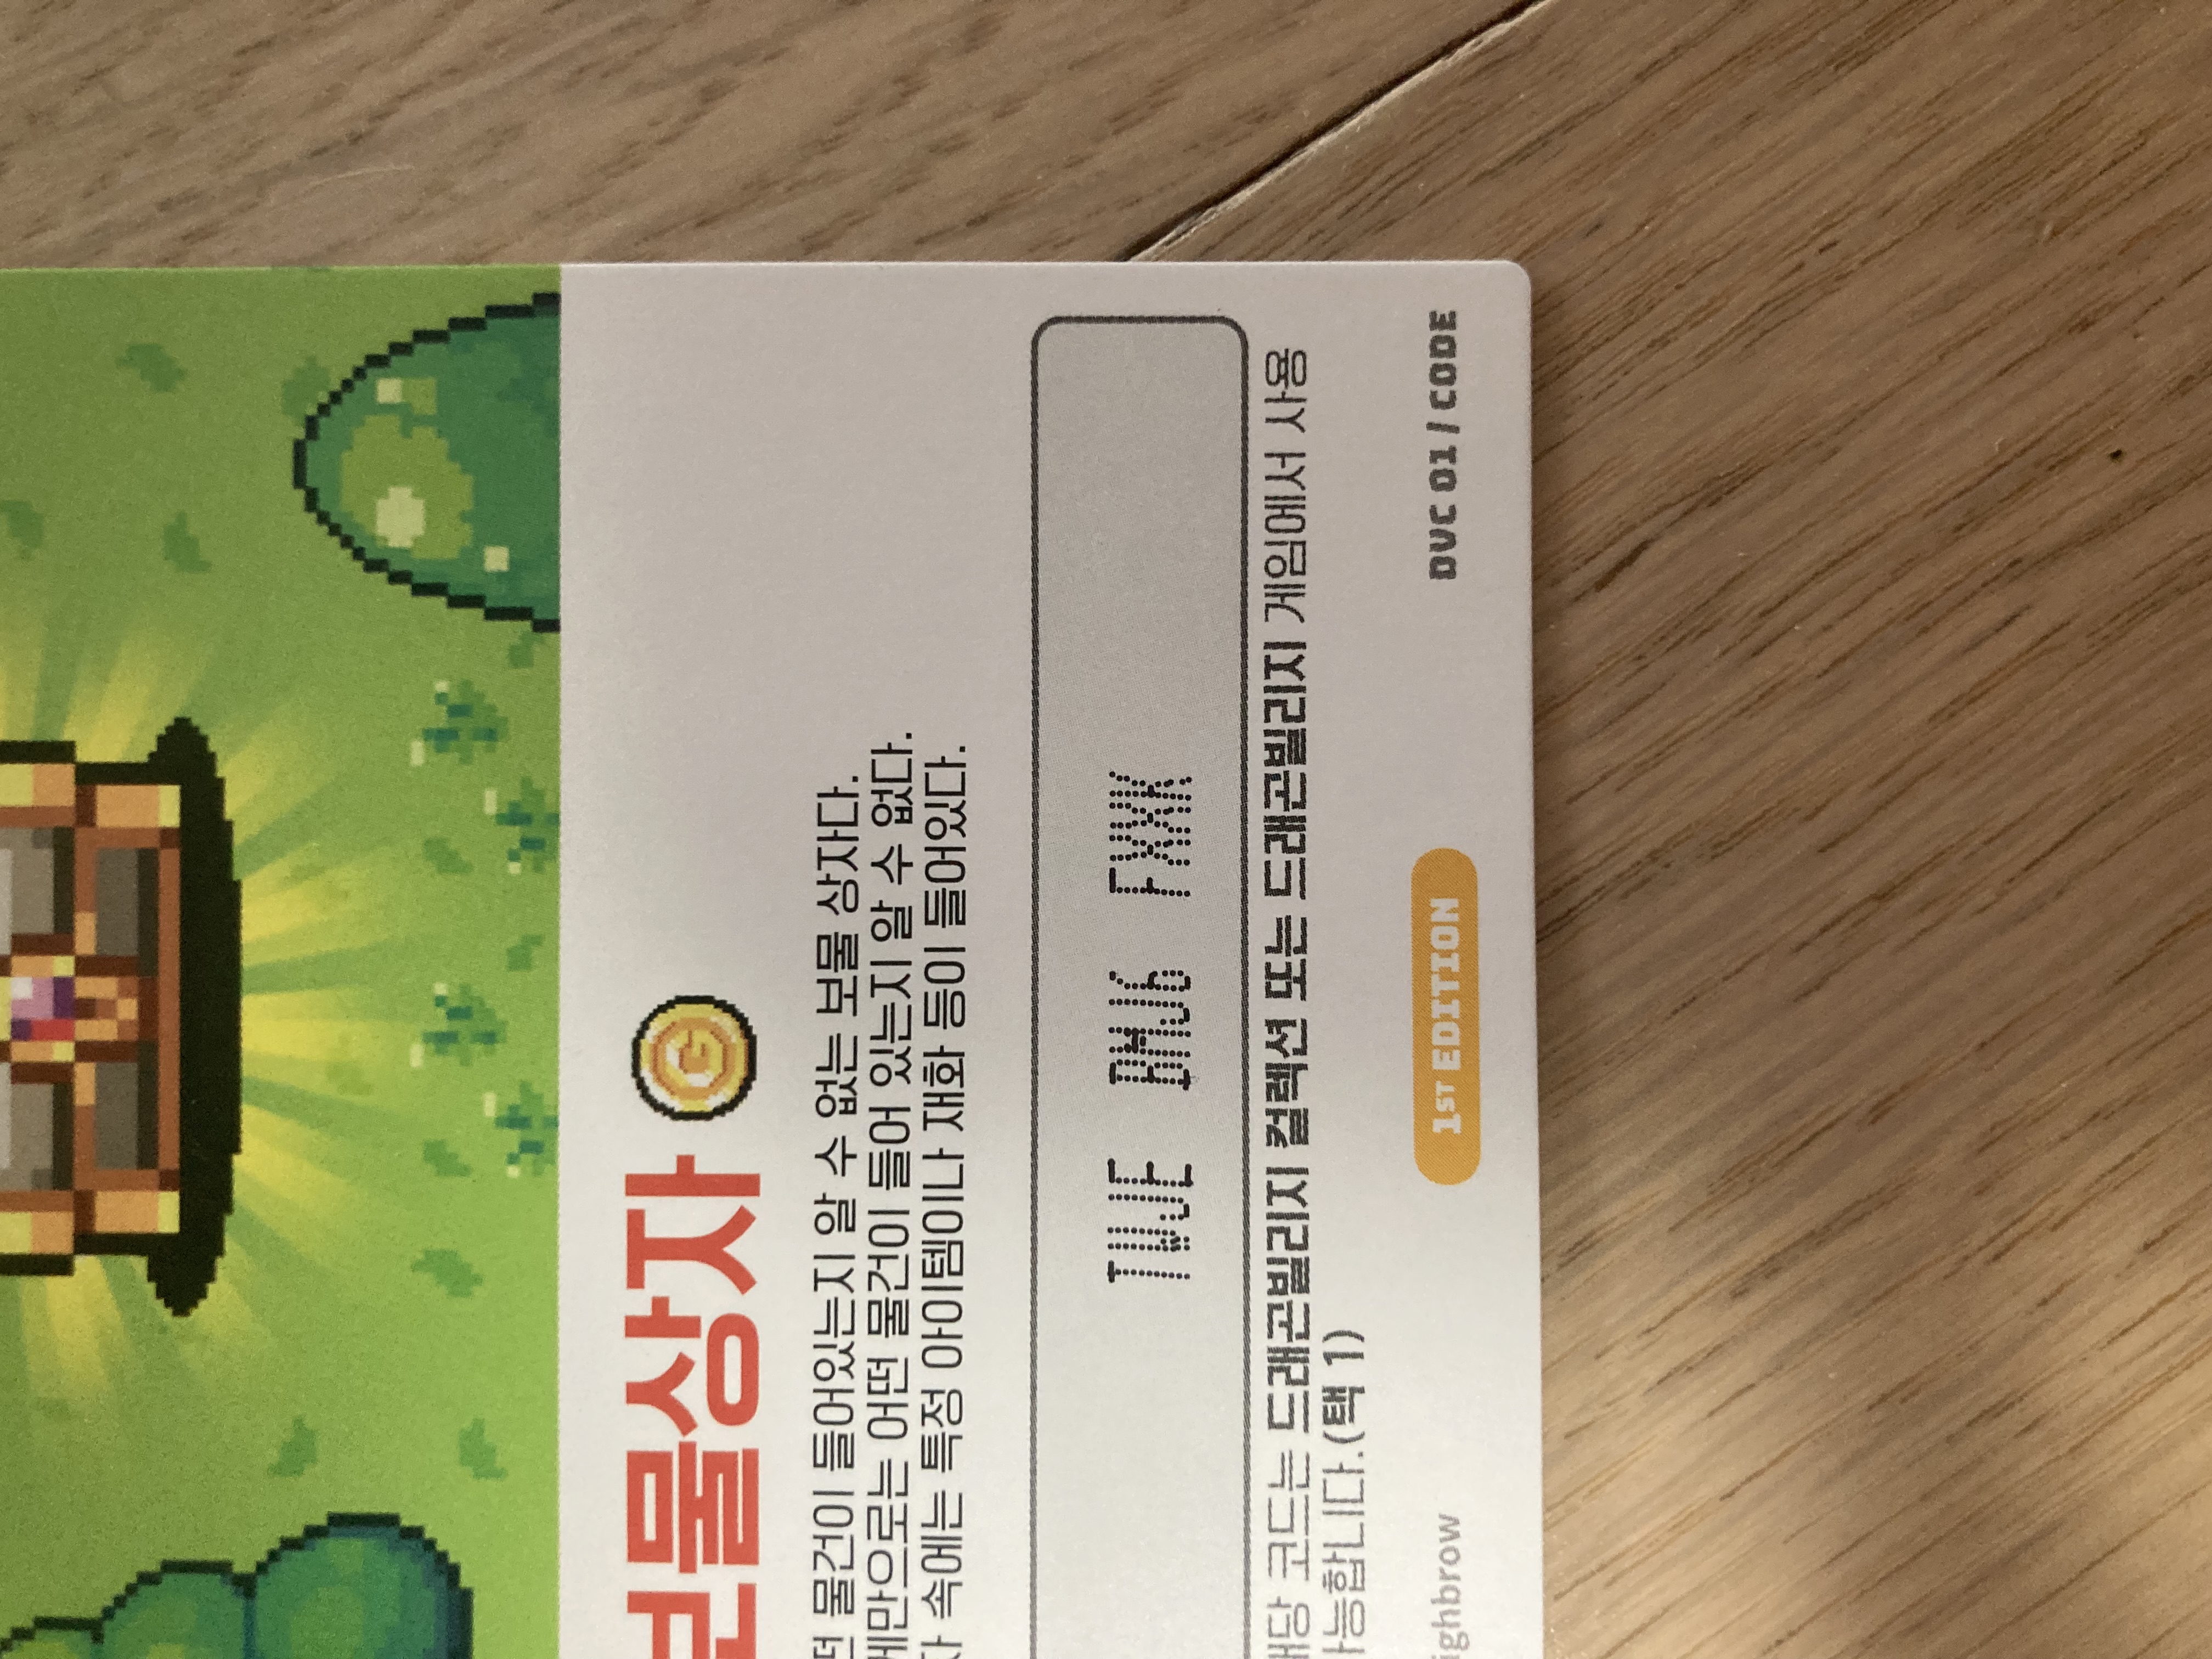 보물상자
떤 물건이 들어있는지 알 수 없는 보물 상자다.
게만으로는 어떤 물건이 들어 있는지 알 수 없다.
자 속에는 특정 아이템이나 재화 등이 들어있다.
TWJE DHJG FXWK
해당 코드는 드래곤빌리지 컬렉션 또는 드래곤빌리지 게임에서 사용
가능합니다.(택 1)
ighbrow 1ST EDITION DVC 01 / CODE